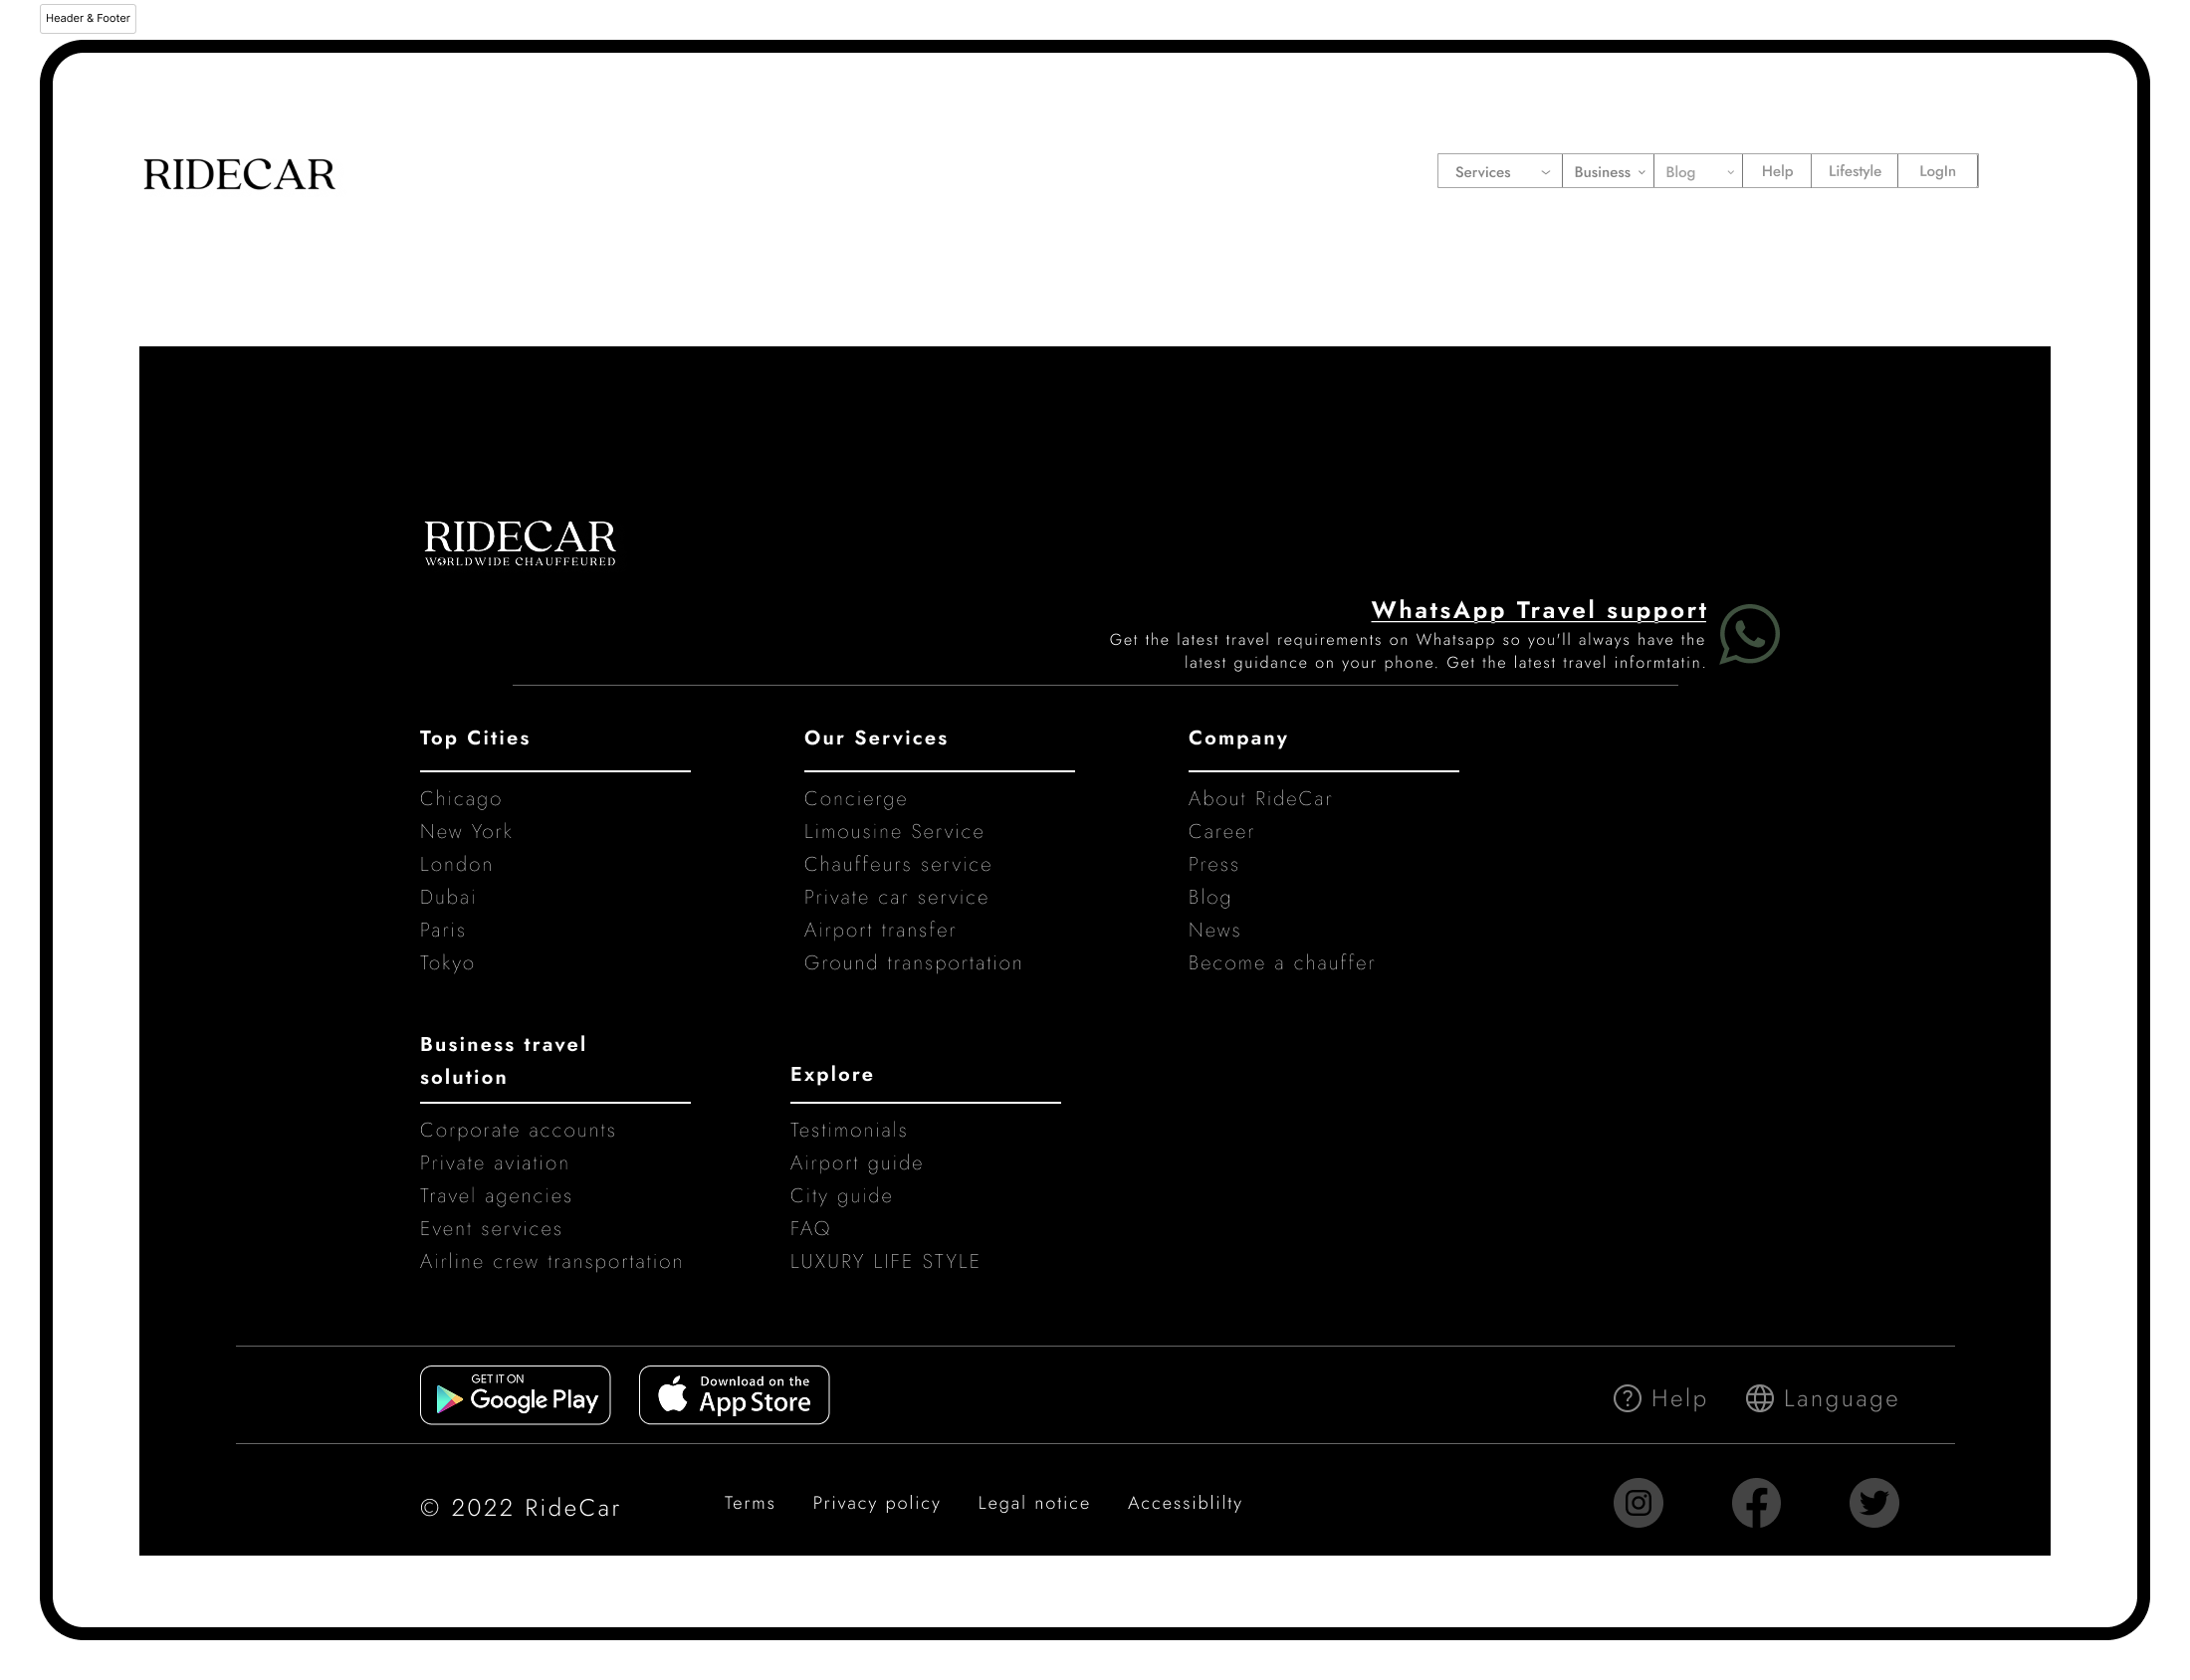 Header & Footer
RIDECAR
Services
Business
Blog
Help
Lifestyle
LogIn
RIDECAR
WORLDWIDE CHAUFFEURED
WhatsApp Travel support
Get the latest travel requirements on Whatsapp so you'll always have the
latest guidance on your phone. Get the latest travel informtatin.
Top Cities
Chicago
New York
London
Dubai
Paris
Tokyo
Our Services
Concierge
Limousine Service
Chauffeurs service
Private car service
Airport transfer
Ground transportation
Company
About RideCar
Career
Press
Blog
News
Become a chauffer
Business travel
solution
Corporate accounts
Private aviation
Travel agencies
Event services
Airline crew transportation
Explore
Testimonials
Airport guide
City guide
FAQ
LUXURY LIFE STYLE
GET IT ON
Google Play
Download on the
App Store
Help
Language
© 2022 RideCar
Terms
Privacy policy
Legal notice
Accessiblilty